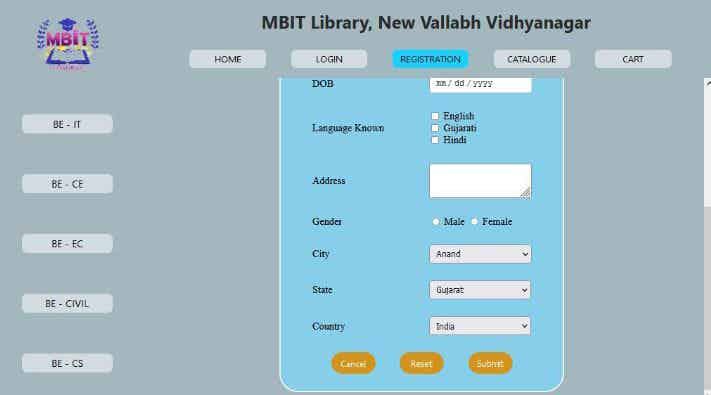 MBIT Library, New Vallabh Vidhyanagar
MBIT
HOME LOGIN REGISTRATION CATALOGUE CART
BE - IT
BE - CE
BE - EC
BE - CIVIL
BE - CS
DOB mm / dd / yyyy
Language Known
English
Gujarati
Hindi
Address
Gender Male Female
City Anand
State Gujarat
Country India
Cancel Reset Submit